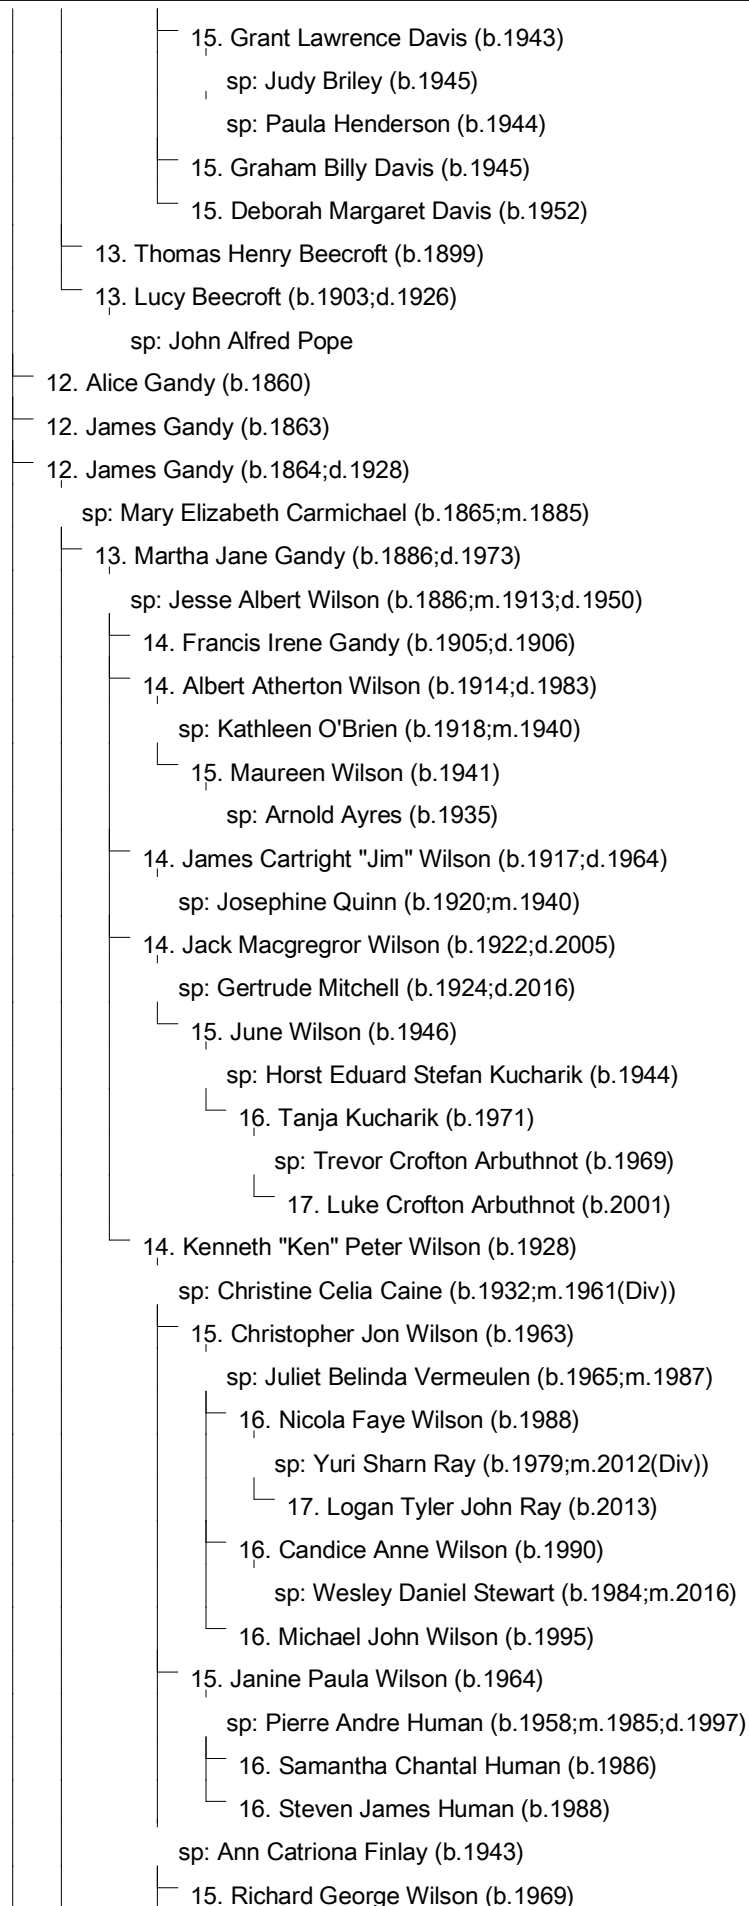 15. Grant Lawrence Davis (b.1943)
sp: Judy Briley (b.1945)
sp: Paula Henderson (b.1944)
15. Graham Billy Davis (b.1945)
15. Deborah Margaret Davis (b.1952)
13. Thomas Henry Beecroft (b.1899)
13. Lucy Beecroft (b.1903;d.1926)
sp: John Alfred Pope
12. Alice Gandy (b.1860)
12. James Gandy (b.1863)
12. James Gandy (b.1864;d.1928)
sp: Mary Elizabeth Carmichael (b.1865;m.1885)
13. Martha Jane Gandy (b.1886;d.1973)
sp: Jesse Albert Wilson (b.1886;m.1913;d.1950)
14. Francis Irene Gandy (b.1905;d.1906)
14. Albert Atherton Wilson (b.1914;d.1983)
sp: Kathleen O'Brien (b.1918;m.1940)
15. Maureen Wilson (b.1941)
sp: Arnold Ayres (b.1935)
14. James Cartright "Jim" Wilson (b.1917;d.1964)
sp: Josephine Quinn (b.1920;m.1940)
14. Jack Macgregror Wilson (b.1922;d.2005)
sp: Gertrude Mitchell (b.1924;d.2016)
15. June Wilson (b.1946)
sp: Horst Eduard Stefan Kucharik (b.1944)
16. Tanja Kucharik (b.1971)
sp: Trevor Crofton Arbuthnot (b.1969)
17. Luke Crofton Arbuthnot (b.2001)
14. Kenneth "Ken" Peter Wilson (b.1928)
sp: Christine Celia Caine (b.1932;m.1961(Div))
15. Christopher Jon Wilson (b.1963)
sp: Juliet Belinda Vermeulen (b.1965;m.1987)
16. Nicola Faye Wilson (b.1988)
sp: Yuri Sharn Ray (b.1979;m.2012(Div))
17. Logan Tyler John Ray (b.2013)
16. Candice Anne Wilson (b.1990)
sp: Wesley Daniel Stewart (b.1984;m.2016)
16. Michael John Wilson (b.1995)
15. Janine Paula Wilson (b.1964)
sp: Pierre Andre Human (b.1958;m.1985;d.1997)
16. Samantha Chantal Human (b.1986)
16. Steven James Human (b.1988)
sp: Ann Catriona Finlay (b.1943)
15. Richard George Wilson (b.1969)